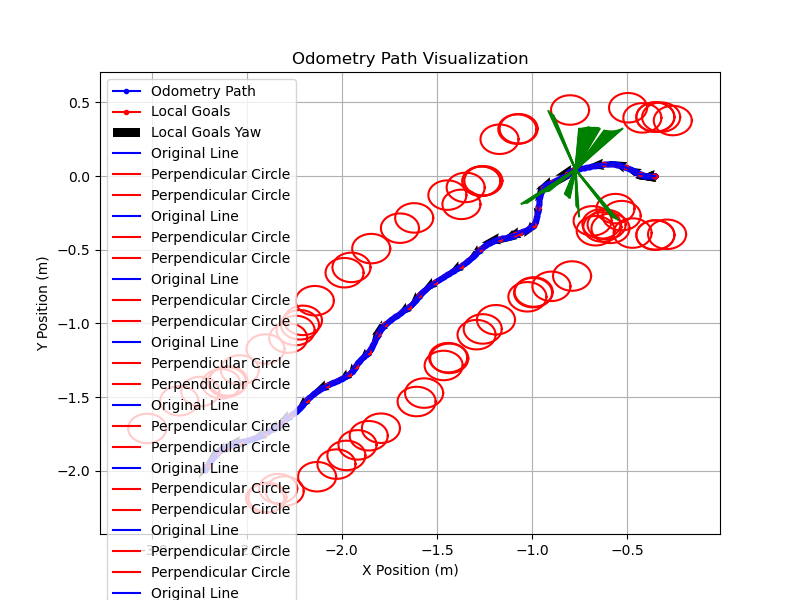 Odometry Path Visualization
Y Position (m)
0.5
0.0
−0.5
−1.0
−1.5
−2.0
Odometry Path
Local Goals
Local Goals Yaw
Original Line
Perpendicular Circle
Perpendicular Circle
Original Line
Perpendicular Circle
Perpendicular Circle
Original Line
Perpendicular Circle
Perpendicular Circle
Original Line
Perpendicular Circle
Perpendicular Circle
Original Line
Perpendicular Circle
Perpendicular Circle
Original Line
Perpendicular Circle
Perpendicular Circle
Original Line
Perpendicular Circle
Perpendicular Circle
Original Line
−2.0
−1.5
−1.0
−0.5
X Position (m)